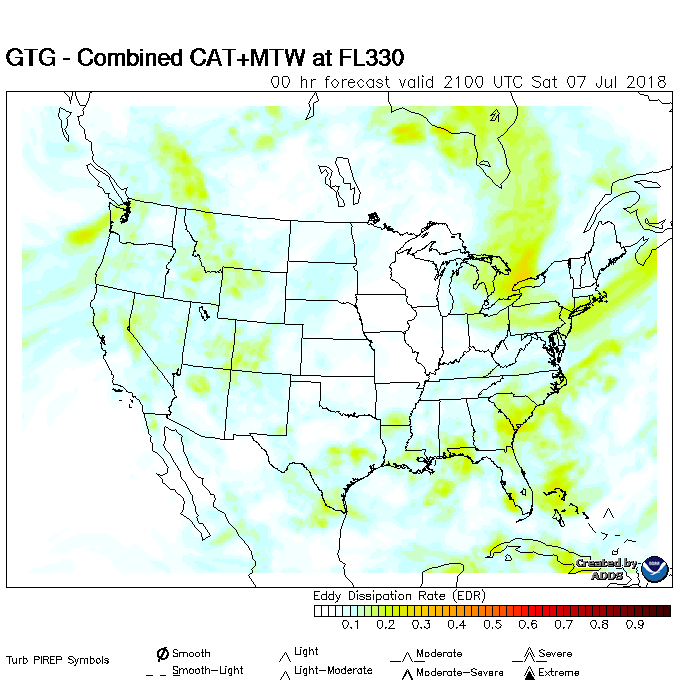 GTG - Combined CAT+MTW at FL330
00 hr forecast valid 2100 UTC Sat 07 Jul 2018
Created by
ADDS
Eddy Dissipation Rate (EDR)
0.1 0.2 0.3 0.4 0.5 0.6 0.7 0.8 0.9
Turb PIREP Symbols
Smooth Light Moderate Severe
Smooth-Light Light-Moderate Moderate-Severe Extreme